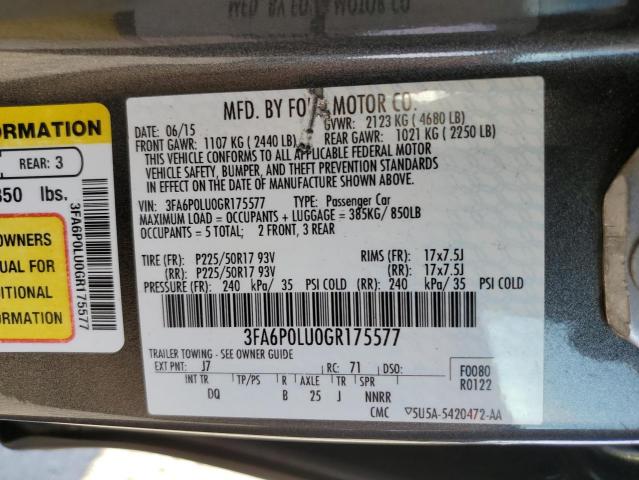 MFD. BY FO MOTOR CO.
DATE: 06/15 GVWR: 2123 KG (4680 LB)
FRONT GAWR: 1107 KG (2440 LB) REAR GAWR: 1021 KG (2250 LB)
THIS VEHICLE CONFORMS TO ALL APPLICABLE FEDERAL MOTOR
VEHICLE SAFETY, BUMPER, AND THEFT PREVENTION STANDARDS
IN EFFECT ON THE DATE OF MANUFACTURE SHOWN ABOVE.
VIN: 3FA6P0LU0GR175577 TYPE: Passenger Car
MAXIMUM LOAD = OCCUPANTS + LUGGAGE = 385KG/ 850LB
OCCUPANTS = 5 TOTAL; 2 FRONT, 3 REAR
TIRE (FR): P225/50R17 93V RIMS (FR): 17x7.5J
(RR): P225/50R17 93V (RR): 17x7.5J
PRESSURE (FR): 240 kPa/ 35 PSI COLD (RR): 240 kPa/ 35 PSI COLD
3FA6P0LU0GR175577
TRAILER TOWING - SEE OWNER GUIDE
EXT PNT: J7 RC: 71 DSO:
F0080
R0122
INT TR TP/PS R AXLE TR SPR
DQ B 25 J NNRR
CMC 5U5A-5420472-AA
ORMATION
REAR: 3
350 lbs.
OWNERS
UAL FOR
DITIONAL
FORMATION
3FA6P0LU0GR175577